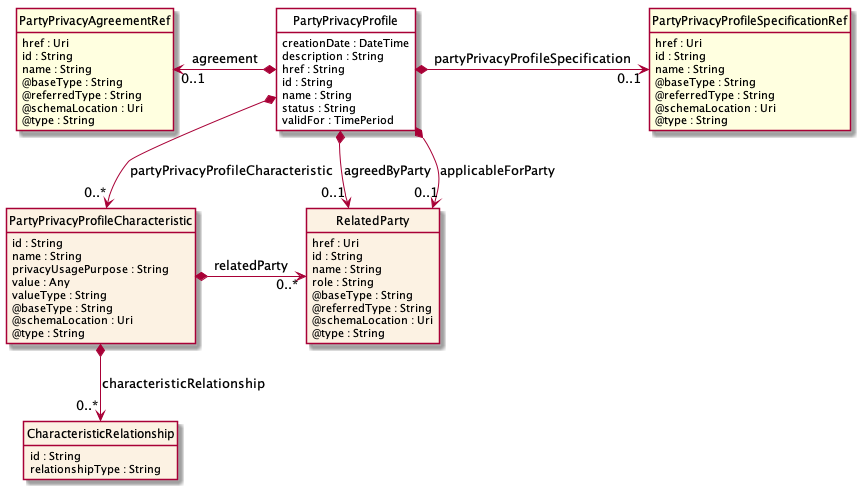 PartyPrivacyAgreementRef
href : Uri
id : String
name : String
@baseType : String
@referredType : String
@schemaLocation : Uri
@type : String
PartyPrivacyProfile
creationDate : DateTime
description : String
href : String
id : String
name : String
status : String
validFor : TimePeriod
PartyPrivacyProfileSpecificationRef
href : Uri
id : String
name : String
@baseType : String
@referredType : String
@schemaLocation : Uri
@type : String
agreement
0..1
partyPrivacyProfileSpecification
0..1
partyPrivacyProfileCharacteristic
0..*
agreedByParty
0..1
applicableForParty
0..1
PartyPrivacyProfileCharacteristic
id : String
name : String
privacyUsagePurpose : String
value : Any
valueType : String
@baseType : String
@schemaLocation : Uri
@type : String
relatedParty
0..*
RelatedParty
href : Uri
id : String
name : String
role : String
@baseType : String
@referredType : String
@schemaLocation : Uri
@type : String
characteristicRelationship
0..*
CharacteristicRelationship
id : String
relationshipType : String